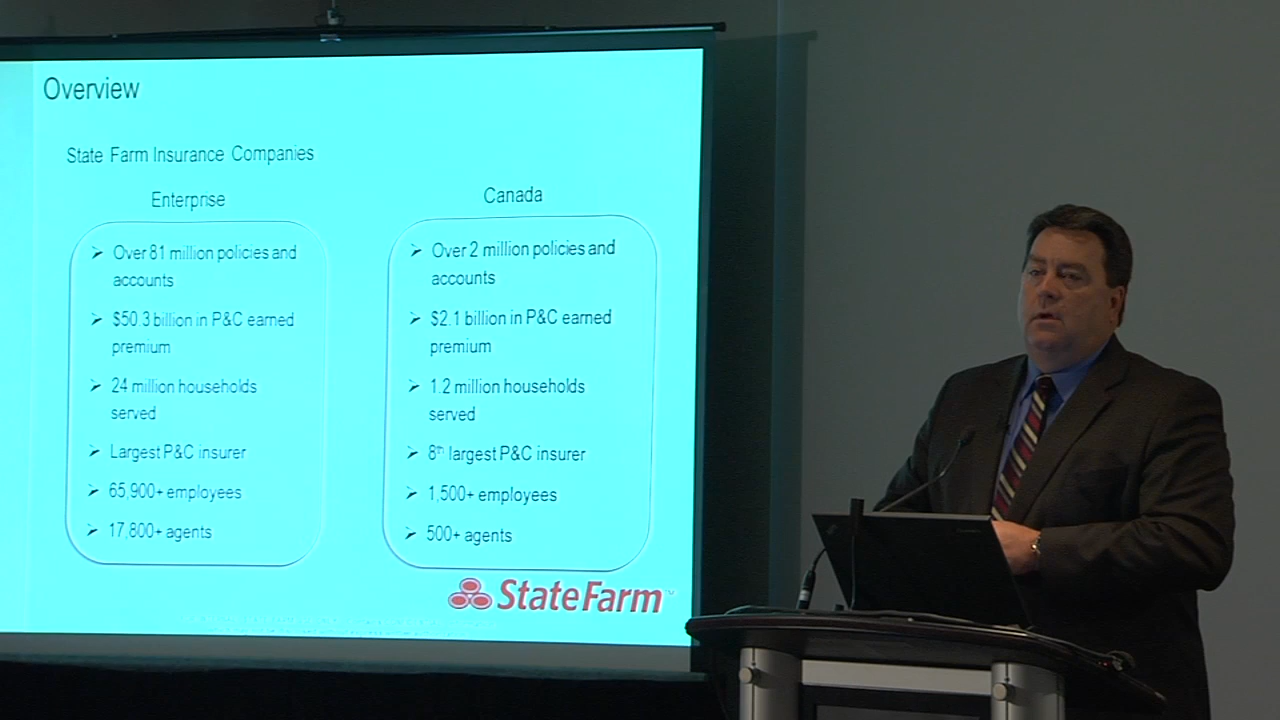 Overview
State Farm Insurance Companies
Enterprise
Over 81 million policies and
accounts
$50.3 billion in P&C earned
premium
24 million households
served
Largest P&C insurer
65,900+ employees
17,800+ agents
Canada
Over 2 million policies and
accounts
$2.1 billion in P&C earned
premium
1.2 million households
served
8th largest P&C insurer
1,500+ employees
500+ agents
StateFarm™